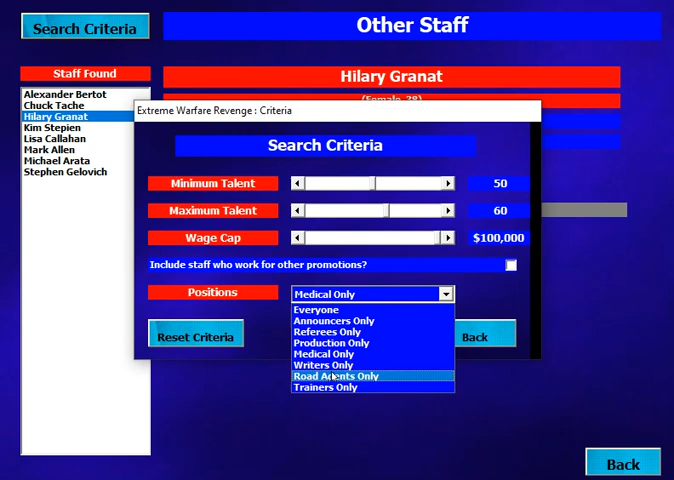 Search Criteria
Other Staff
Staff Found
Hilary Granat
(Female, 38)
Alexander Bertot
Chuck Tache
Hilary Granat
Kim Stepien
Lisa Callahan
Mark Allen
Michael Arata
Stephen Gelovich
Extreme Warfare Revenge : Criteria
Search Criteria
Minimum Talent
50
Maximum Talent
60
Wage Cap
$100,000
Include staff who work for other promotions?
Positions
Medical Only
Everyone
Announcers Only
Referees Only
Production Only
Medical Only
Writers Only
Road Agents Only
Trainers Only
Reset Criteria
Back
Back